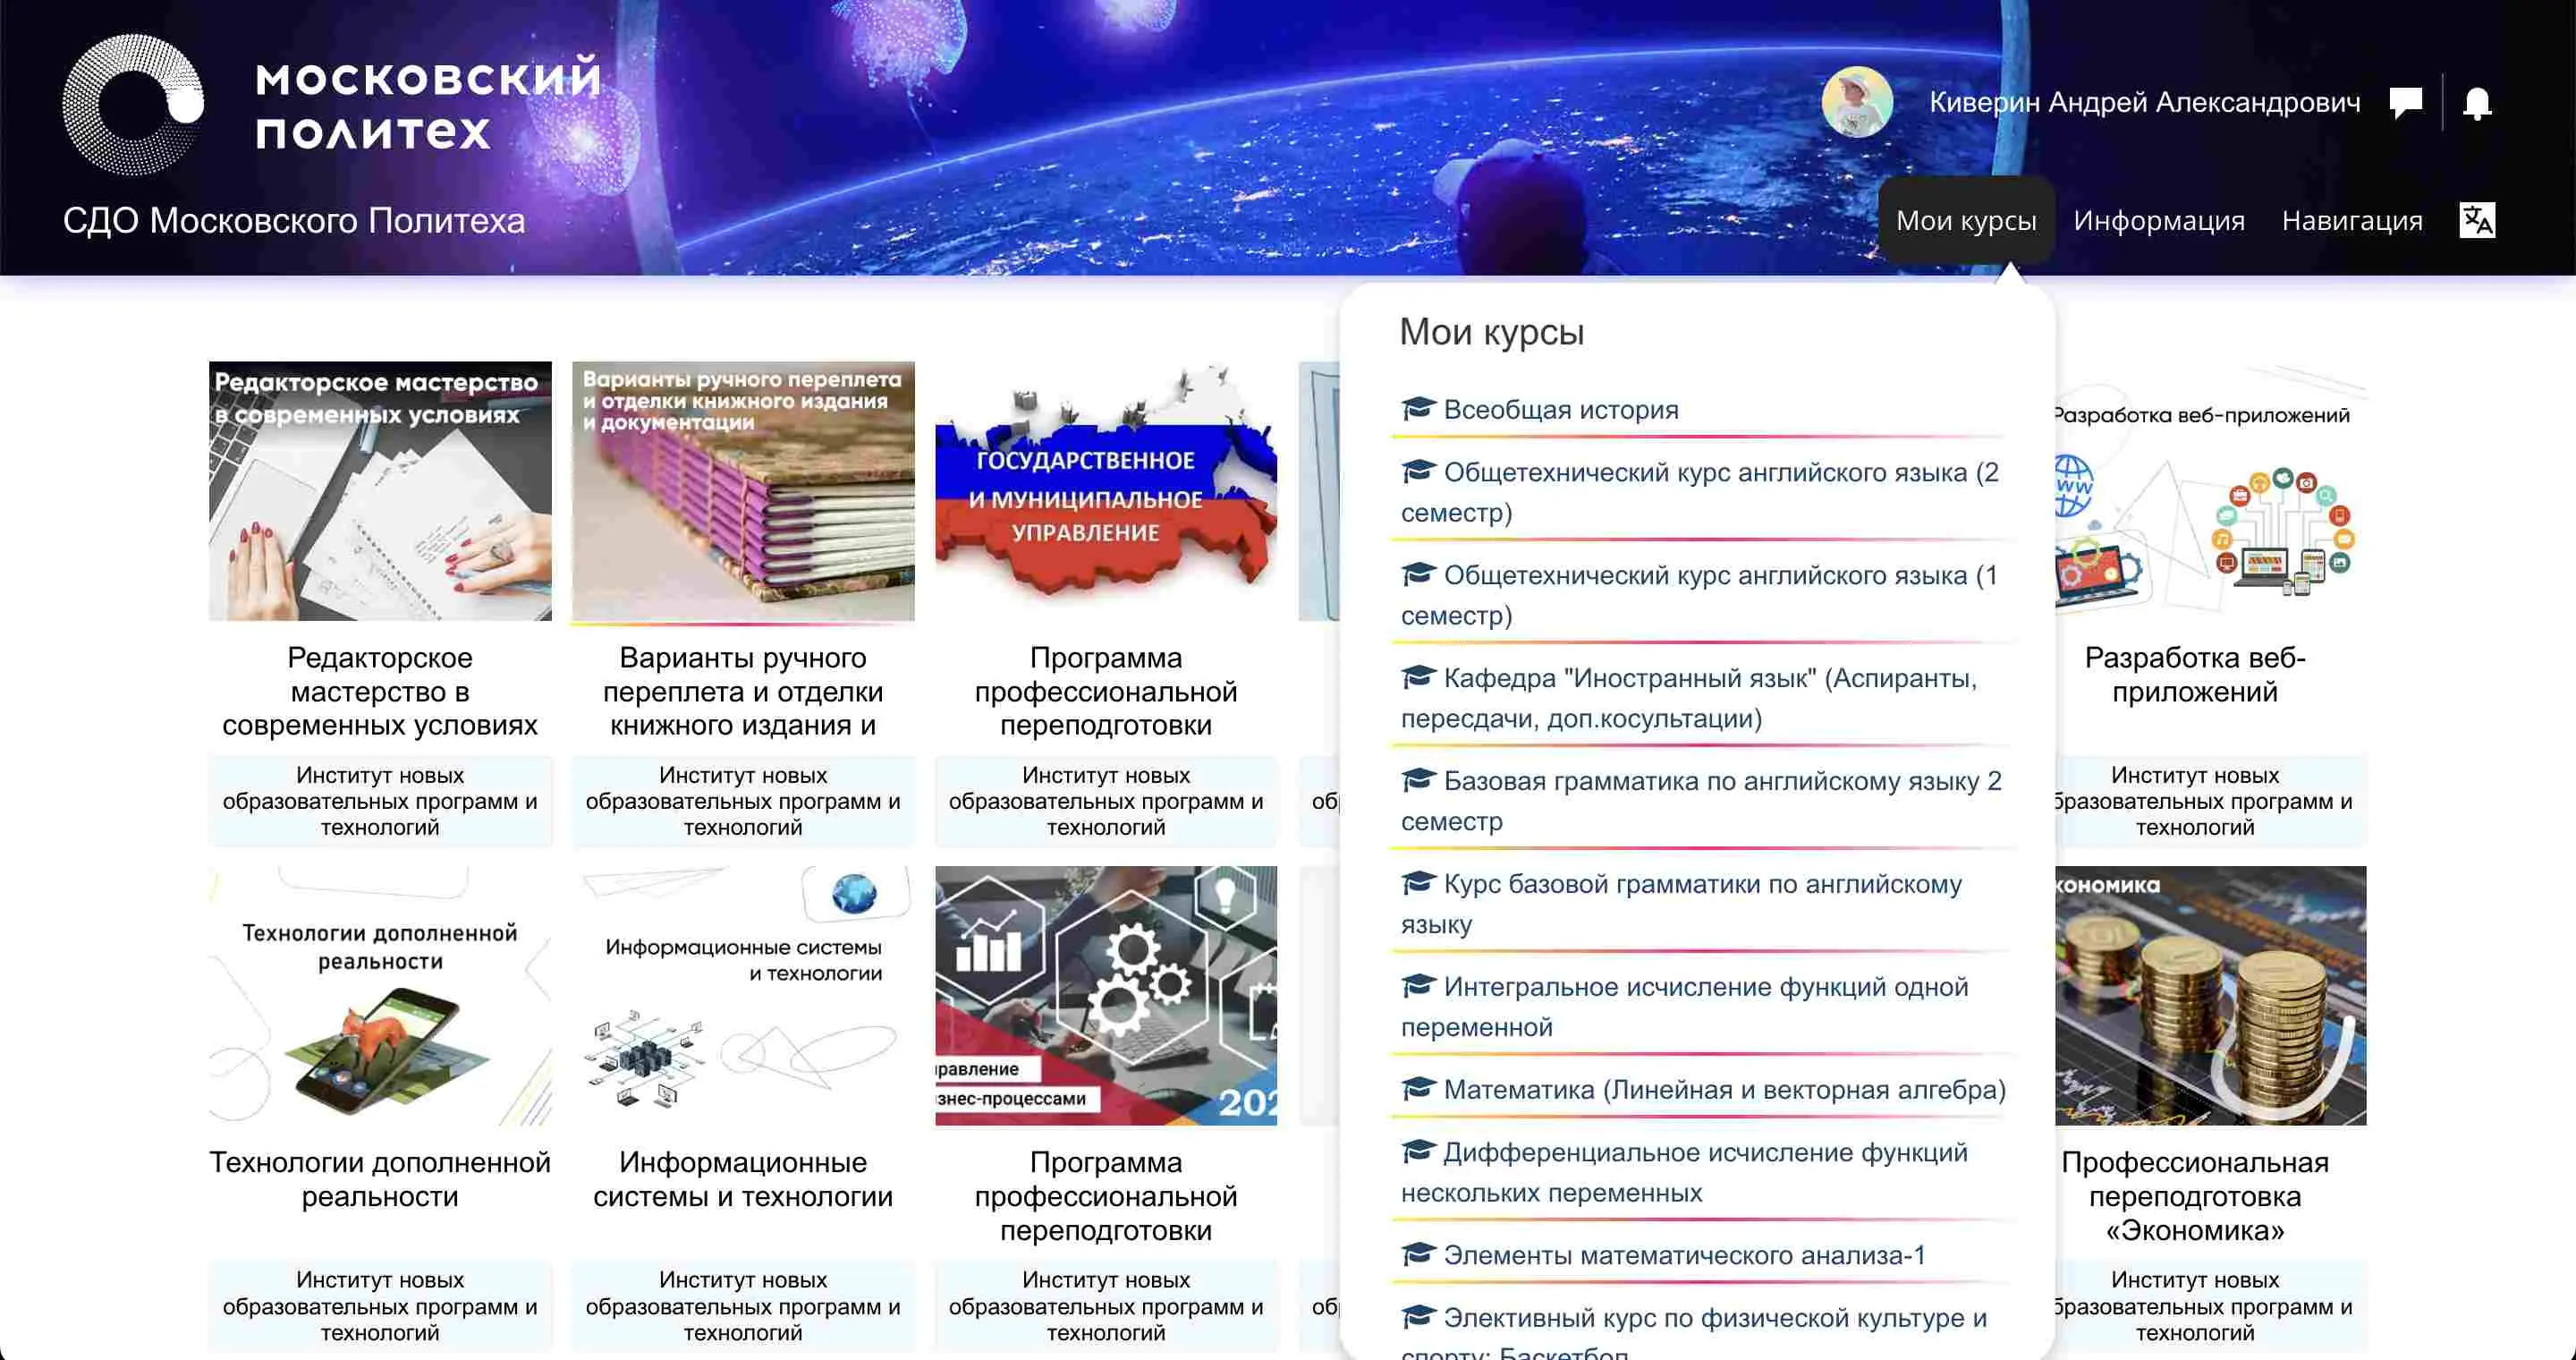 московский
политех
СДО Московского Политеха
Киверин Андрей Александрович
Мои курсы
Информация
Навигация
Мои курсы
Всеобщая история
Общетехнический курс английского языка (2
семестр)
Общетехнический курс английского языка (1
семестр)
Кафедра "Иностранный язык" (Аспиранты,
пересдачи, доп.косультации)
Базовая грамматика по английскому языку 2
семестр
Курс базовой грамматики по английскому
языку
Интегральное исчисление функций одной
переменной
Математика (Линейная и векторная алгебра)
Дифференциальное исчисление функций
нескольких переменных
Элементы математического анализа-1
Элективный курс по физической культуре и
спорту: Баскетбол
Редакторское мастерство
в современных условиях
Редакторское
мастерство в
современных условиях
Институт новых
образовательных программ и
технологий
Варианты ручного переплета
и отделки книжного издания
и документации
Варианты ручного
переплета и отделки
книжного издания и
Институт новых
образовательных программ и
технологий
ГОСУДАРСТВЕННОЕ
И МУНИЦИПАЛЬНОЕ
УПРАВЛЕНИЕ
Программа
профессиональной
переподготовки
Институт новых
образовательных программ и
технологий
об
Разработка веб-приложений
WW
Разработка веб-
приложений
Институт новых
бразовательных программ и
технологий
Технологии дополненной
реальности
Технологии дополненной
реальности
Институт новых
образовательных программ и
технологий
Информационные системы
и технологии
Информационные
системы и технологии
Институт новых
образовательных программ и
технологий
равление
знес-процессами
202
Программа
профессиональной
переподготовки
Институт новых
образовательных программ и
технологий
об
кономика
Профессиональная
переподготовка
«Экономика»
Институт новых
бразовательных программ и
технологий